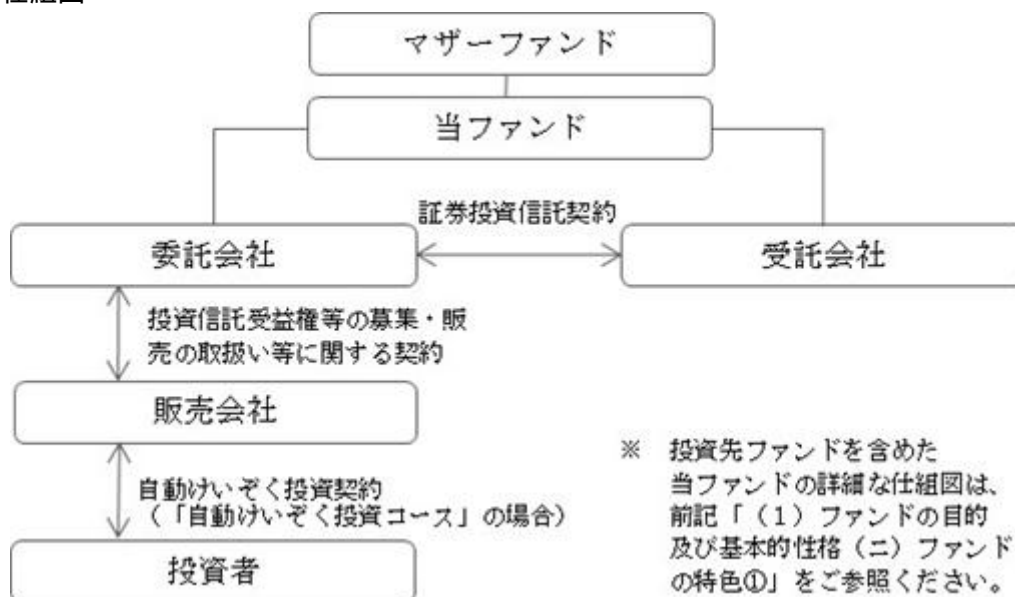 マザーファンド
当ファンド
証券投資信託契約
委託会社
受託会社
投資信託受益権等の募集・販
売の取扱い等に関する契約
販売会社
自動けいぞく投資契約
(「自動けいぞく投資コース」の場合)
投資者
※ 投資先ファンドを含めた
当ファンドの詳細な仕組図は、
前記「(1)ファンドの目的
及び基本的性格(ニ)ファンド
の特色①」をご参照ください。